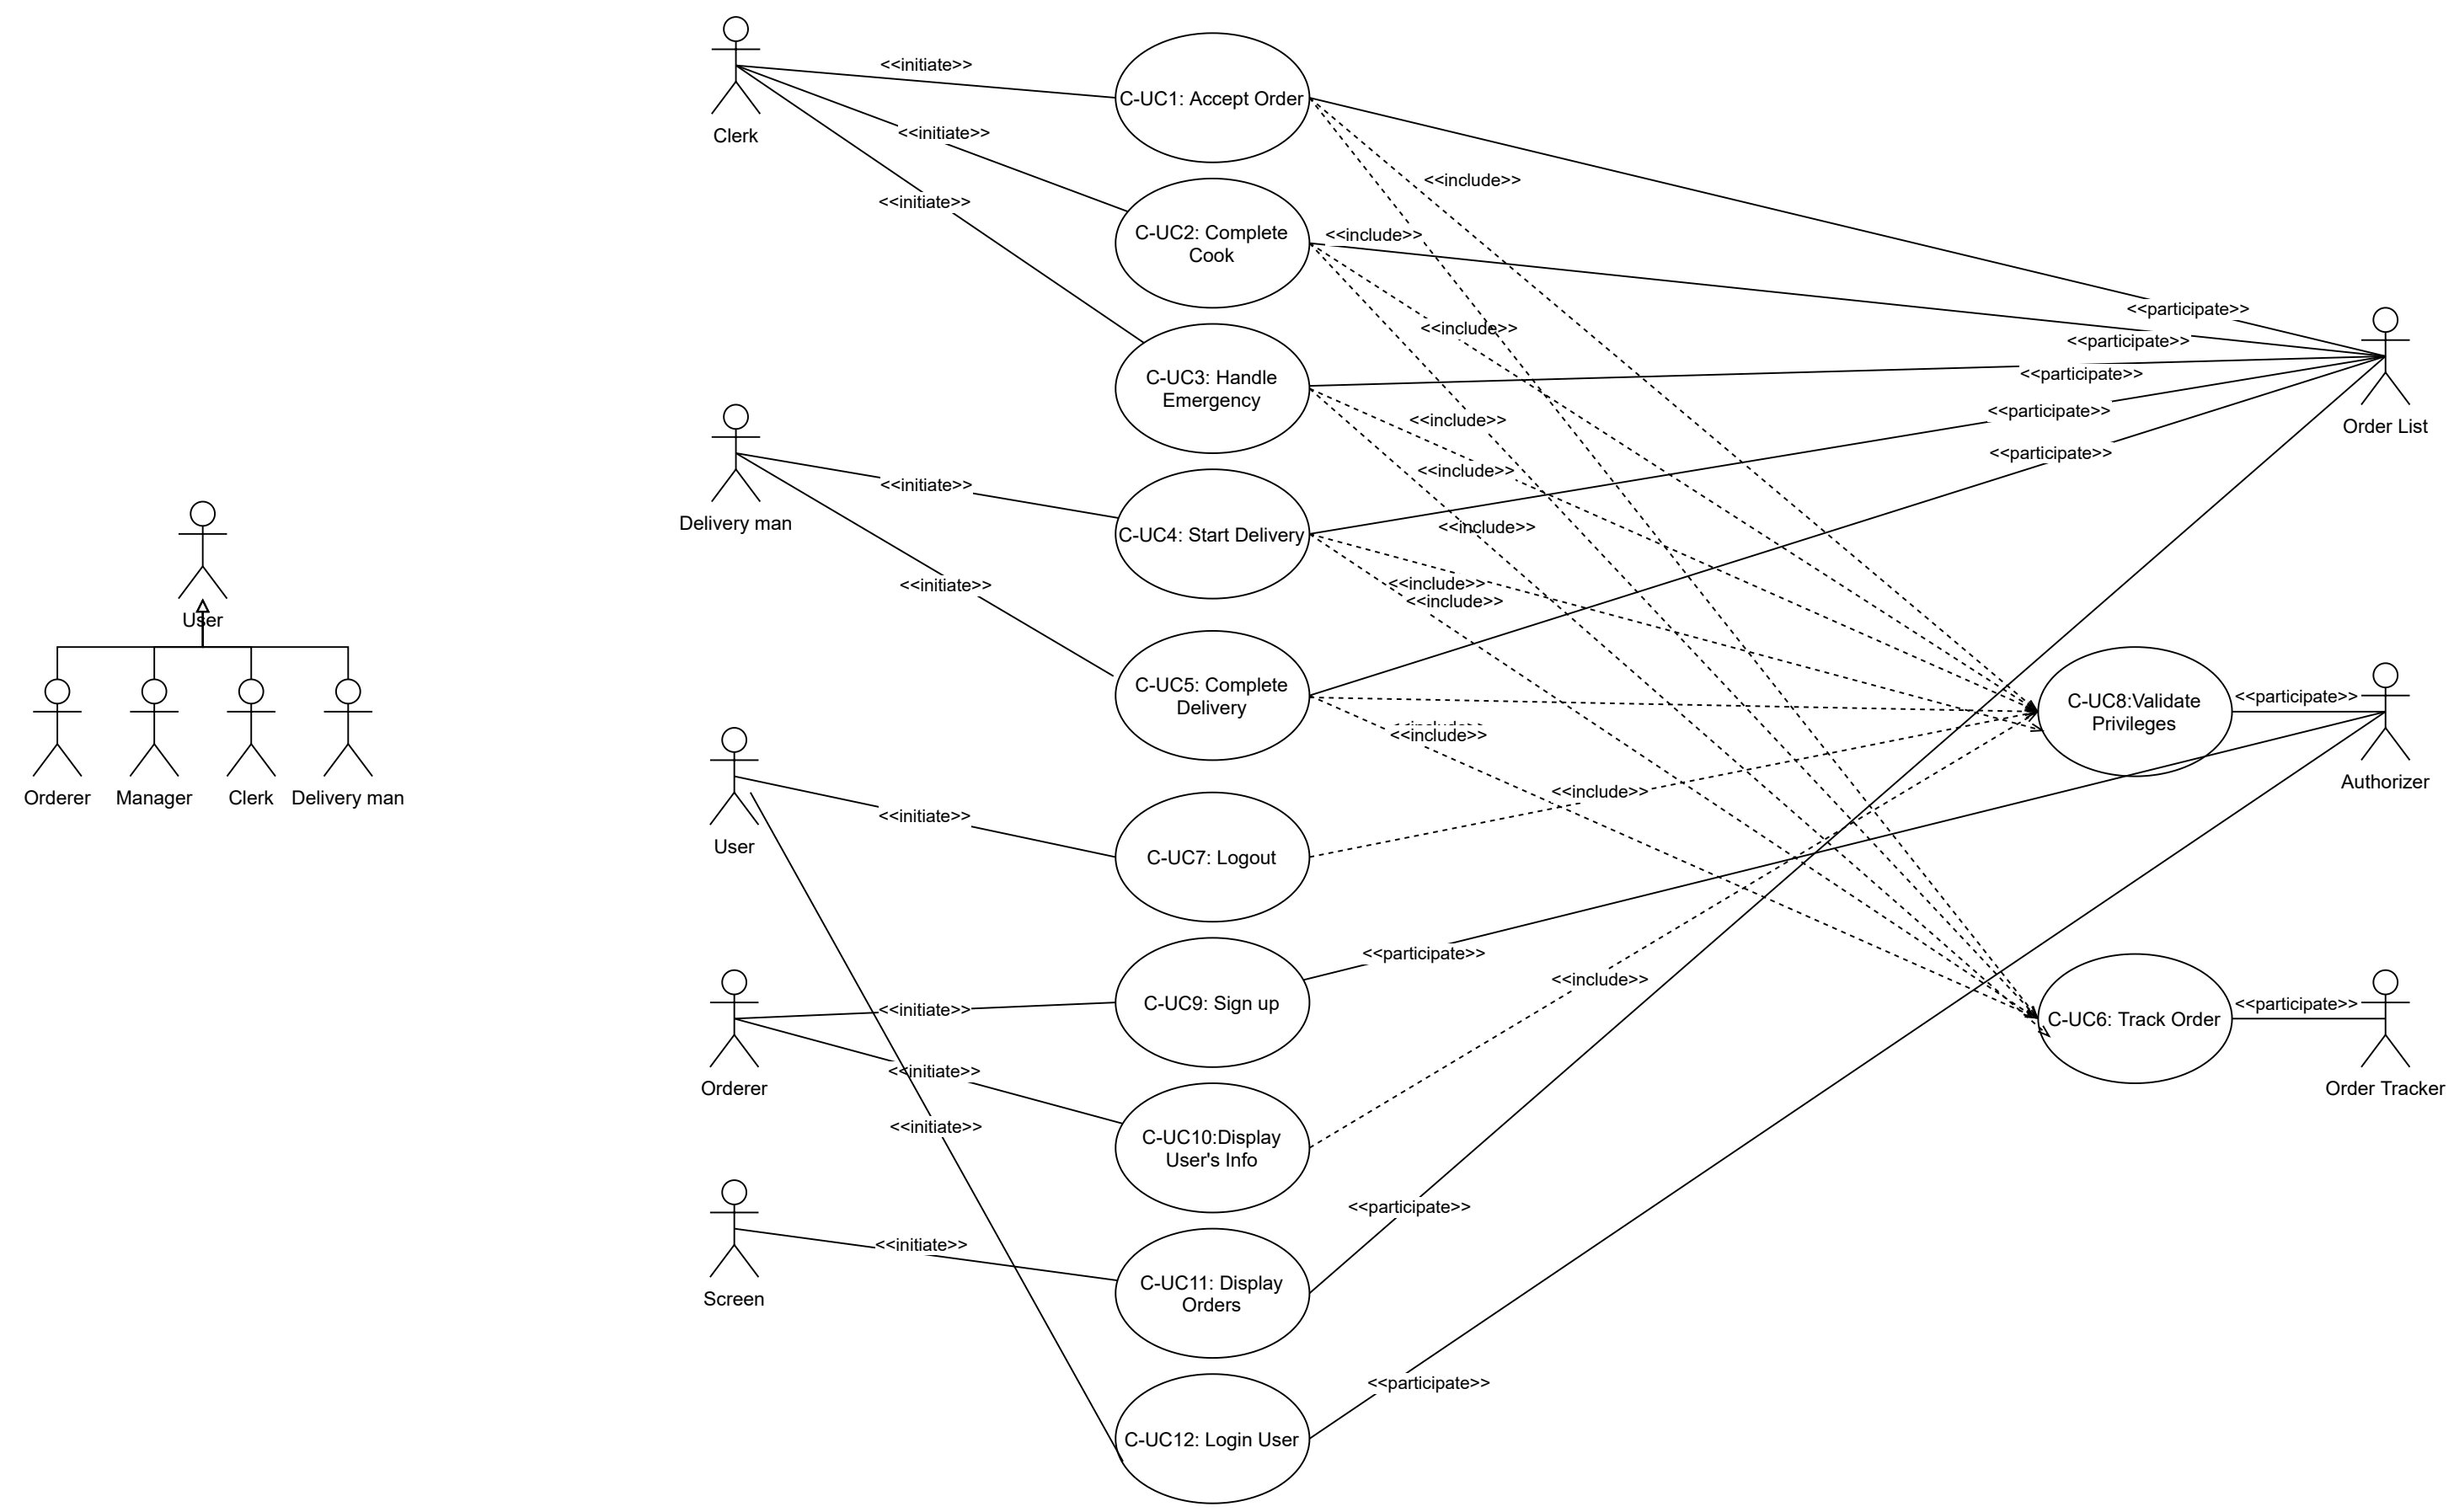 <<initiate>>
C-UC1: Accept Order
Clerk
<<initiate>>
<<include>>
<<initiate>>
C-UC2: Complete
Cook
<<include>>
<<participate>>
<<include>>
<<participate>>
C-UC3: Handle
Emergency
<<participate>>
<<include>>
<<participate>>
Order List
<<participate>>
<<include>>
<<initiate>>
Delivery man
C-UC4: Start Delivery
<<include>>
<<initiate>>
<<include>>
<<include>>
User
C-UC5: Complete
Delivery
<<include>>
C-UC8:Validate
Privileges
<<participate>>
Authorizer
Orderer
Manager
Clerk
Delivery man
<<include>>
<<initiate>>
User
C-UC7: Logout
<<participate>>
<<include>>
<<initiate>>
C-UC9: Sign up
C-UC6: Track Order
<<participate>>
Order Tracker
<<initiate>>
Orderer
<<initiate>>
C-UC10:Display
User's Info
<<participate>>
<<initiate>>
Screen
C-UC11: Display
Orders
<<participate>>
C-UC12: Login User